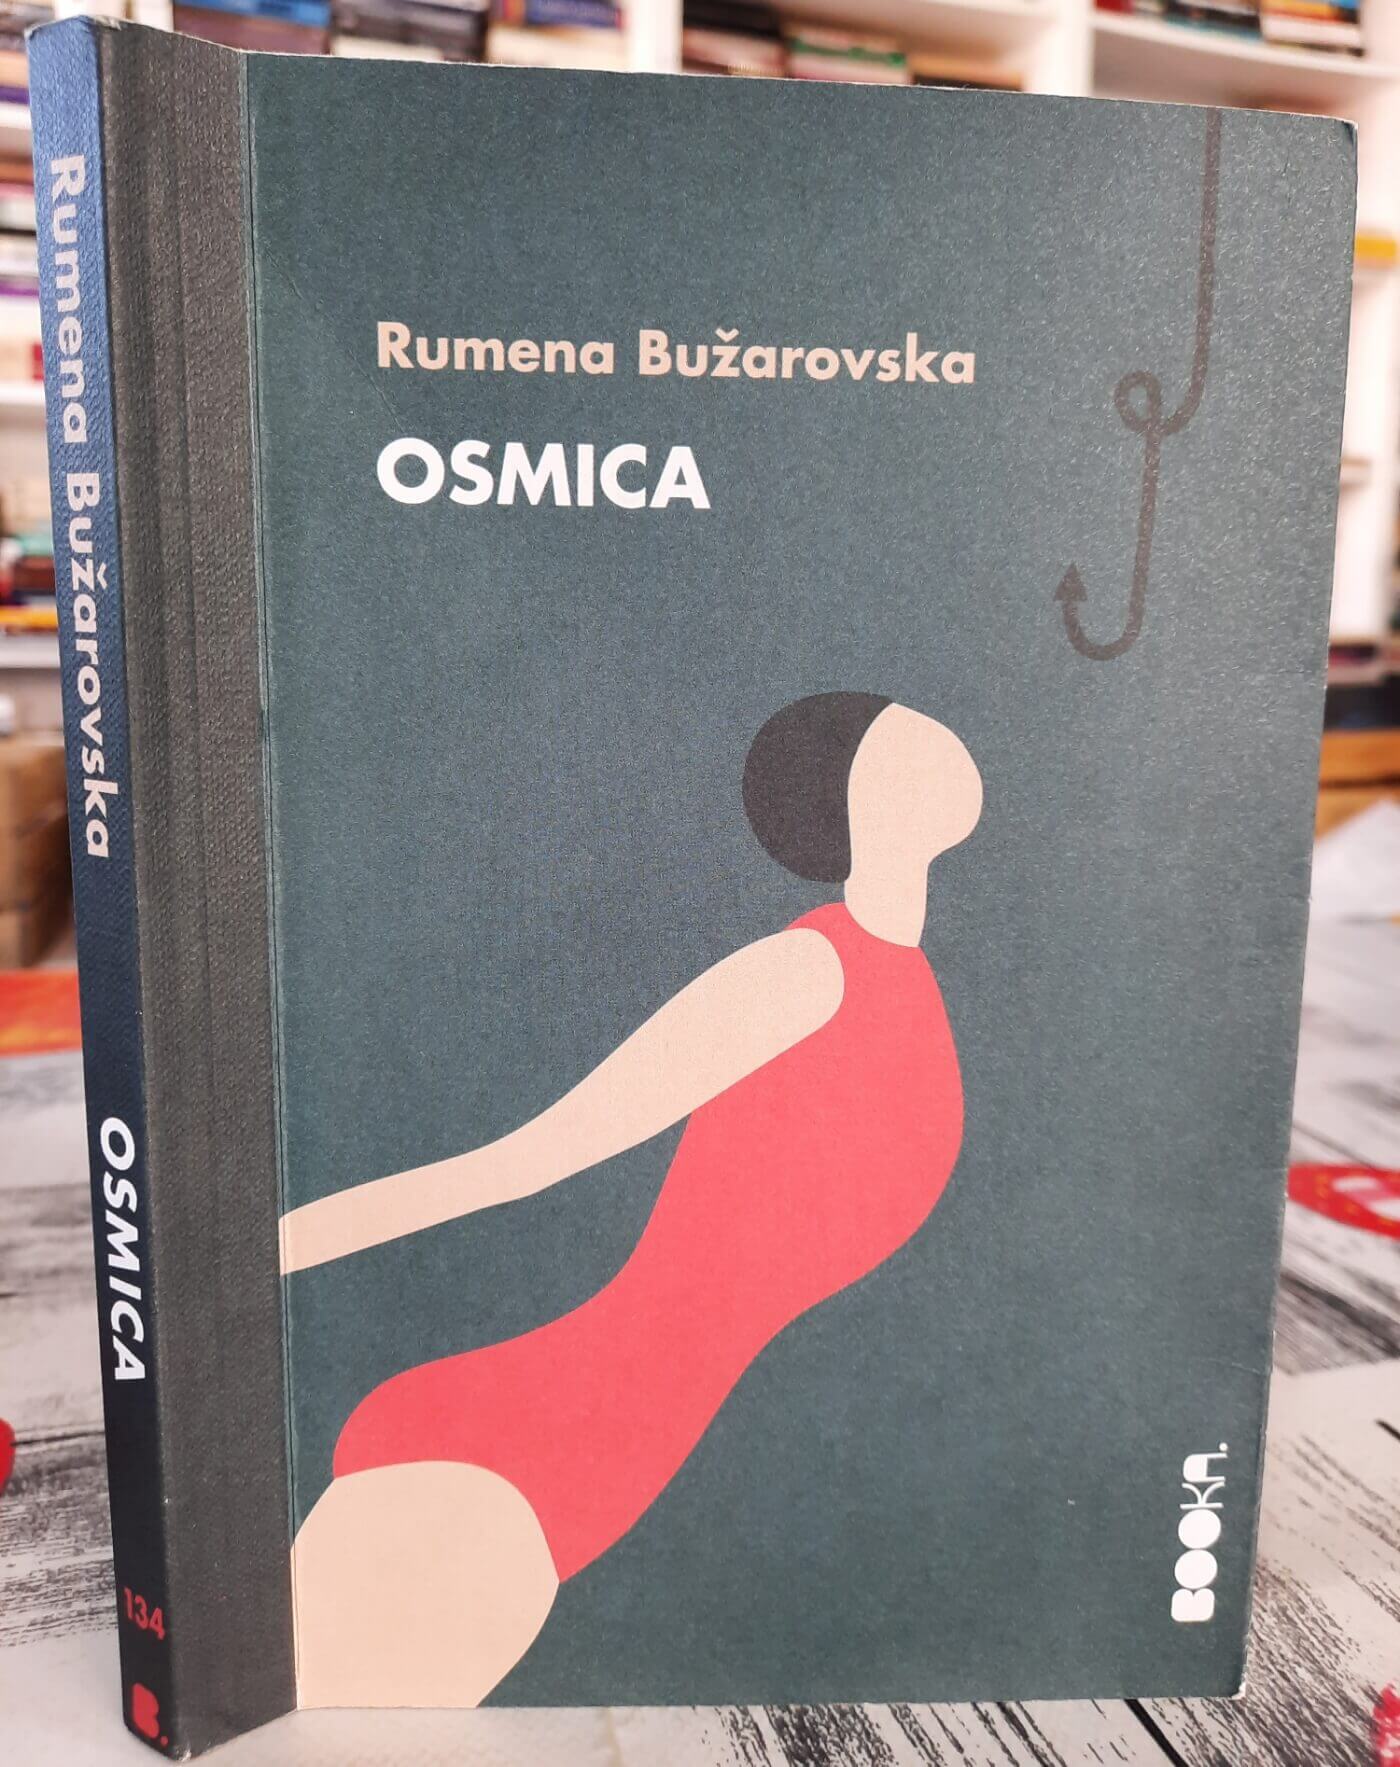 Rumena Bužarovska
OSMICA
BOOKA.
Rumena Bužarovska
OSMICA
134
B.